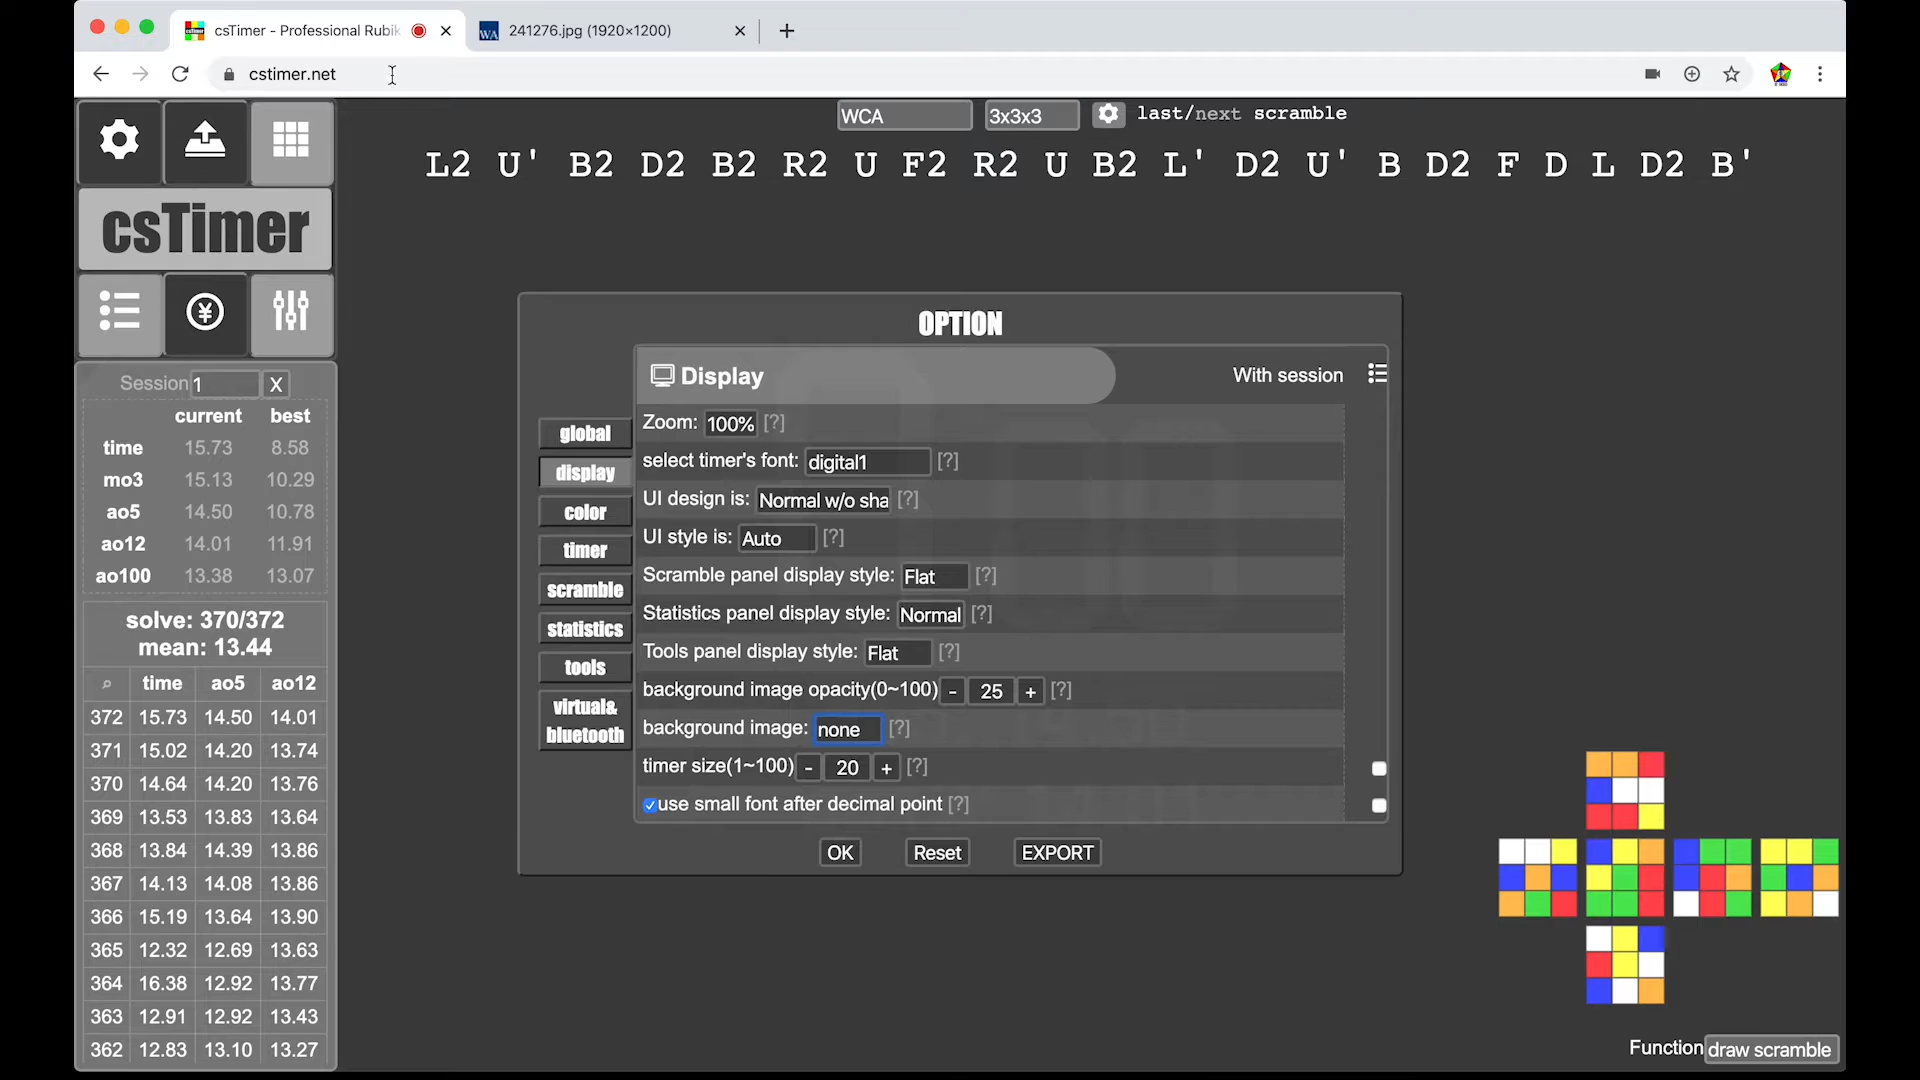 csTimer - Professional Rubik
241276.jpg (1920×1200)
cstimer.net
WCA 3x3x3 last/next scramble
L2 U' B2 D2 B2 R2 U F2 R2 U B2 L' D2 U' B D2 F D L D2 B'
csTimer
Session 1 X
current best
time 15.73 8.58
mo3 15.13 10.29
ao5 14.50 10.78
ao12 14.01 11.91
ao100 13.38 13.07
solve: 370/372
mean: 13.44
time ao5 ao12
372 15.73 14.50 14.01
371 15.02 14.20 13.74
370 14.64 14.20 13.76
369 13.53 13.83 13.64
368 13.84 14.39 13.86
367 14.13 14.08 13.86
366 15.19 13.64 13.90
365 12.32 12.69 13.63
364 16.38 12.92 13.77
363 12.91 12.92 13.43
362 12.83 13.10 13.27
OPTION
global
display
color
timer
scramble
statistics
tools
virtual&
bluetooth
Display With session
Zoom: 100% [?]
select timer's font: digital1 [?]
UI design is: Normal w/o sha [?]
UI style is: Auto [?]
Scramble panel display style: Flat [?]
Statistics panel display style: Normal [?]
Tools panel display style: Flat [?]
background image opacity(0~100) - 25 + [?]
background image: none [?]
timer size(1~100) - 20 + [?]
use small font after decimal point [?]
OK Reset EXPORT
Function draw scramble